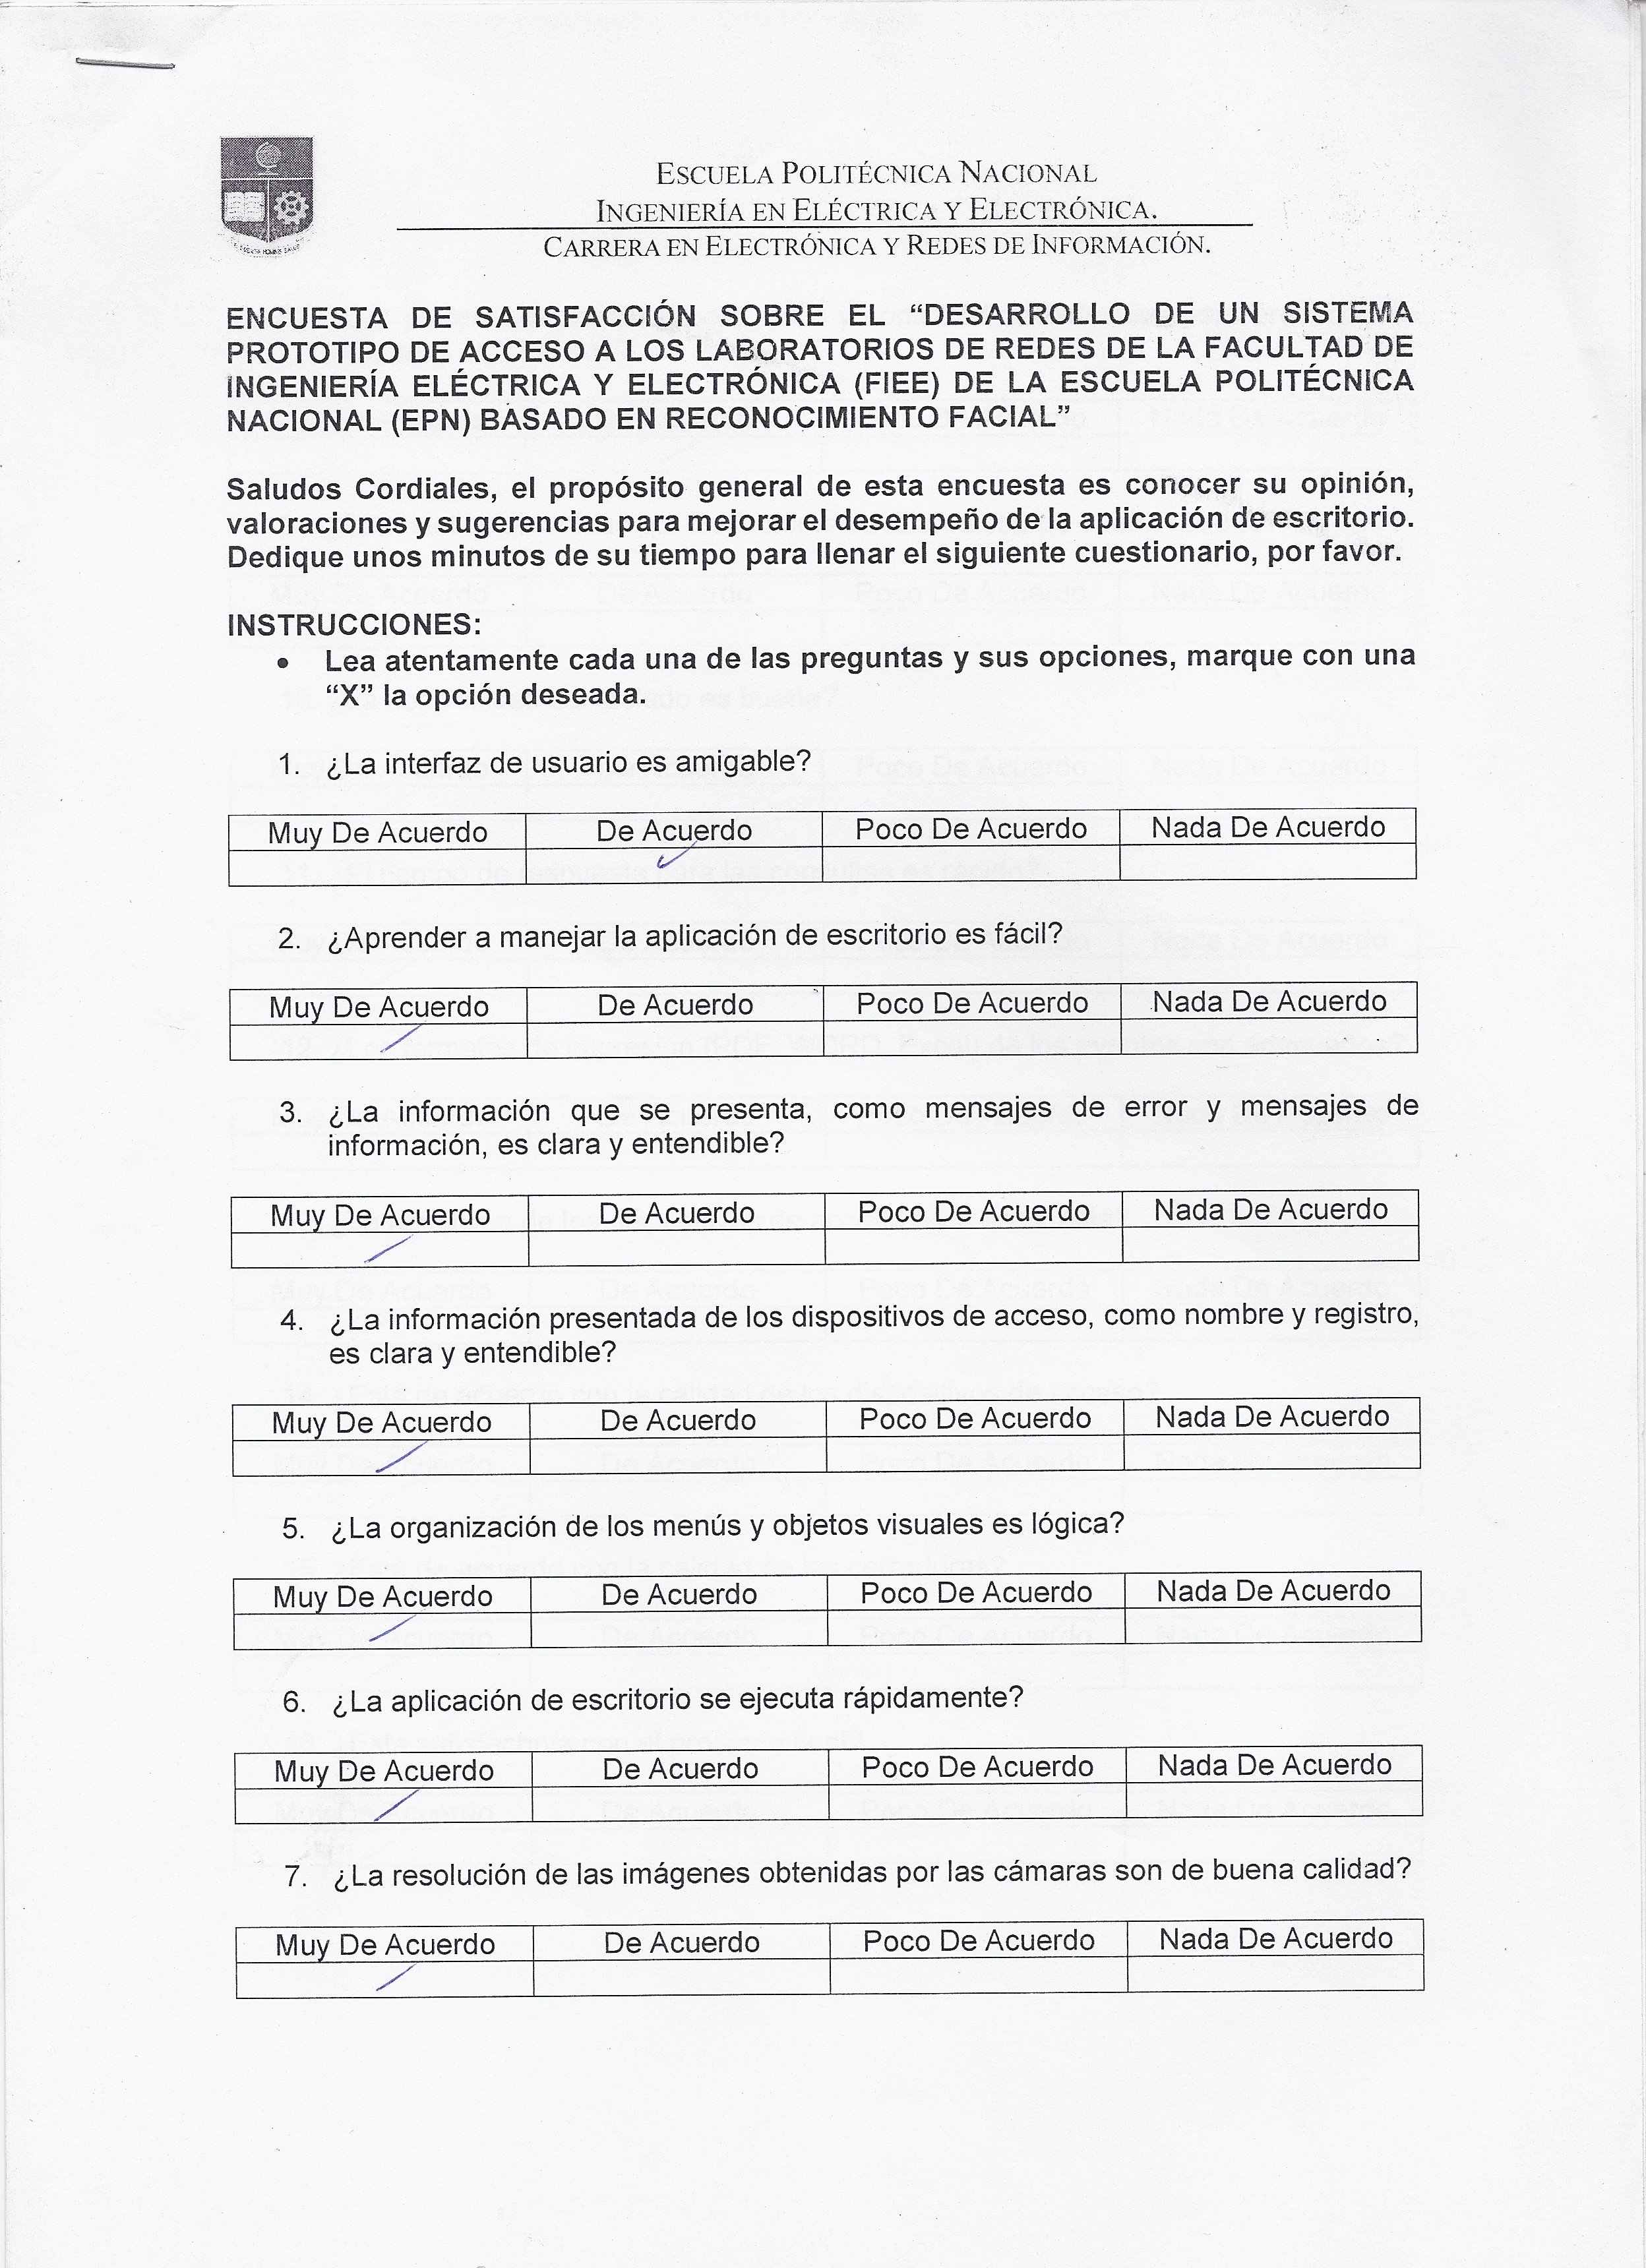 ESCUELA POLITÉCNICA NACIONAL
INGENIERÍA EN ELÉCTRICA Y ELECTRÓNICA.
CARRERA EN ELECTRÓNICA Y REDES DE INFORMACIÓN.
ENCUESTA DE SATISFACCIÓN SOBRE EL “DESARROLLO DE UN SISTEMA
PROTOTIPO DE ACCESO A LOS LABORATORIOS DE REDES DE LA FACULTAD DE
INGENIERÍA ELÉCTRICA Y ELECTRÓNICA (FIEE) DE LA ESCUELA POLITÉCNICA
NACIONAL (EPN) BASADO EN RECONOCIMIENTO FACIAL”
Saludos Cordiales, el propósito general de esta encuesta es conocer su opinión,
valoraciones y sugerencias para mejorar el desempeño de la aplicación de escritorio.
Dedique unos minutos de su tiempo para llenar el siguiente cuestionario, por favor.
INSTRUCCIONES:
• Lea atentamente cada una de las preguntas y sus opciones, marque con una
“X” la opción deseada.
1. ¿La interfaz de usuario es amigable?
Muy De Acuerdo De Acuerdo Poco De Acuerdo Nada De Acuerdo
2. ¿Aprender a manejar la aplicación de escritorio es fácil?
Muy De Acuerdo De Acuerdo Poco De Acuerdo Nada De Acuerdo
3. ¿La información que se presenta, como mensajes de error y mensajes de
información, es clara y entendible?
Muy De Acuerdo De Acuerdo Poco De Acuerdo Nada De Acuerdo
4. ¿La información presentada de los dispositivos de acceso, como nombre y registro,
es clara y entendible?
Muy De Acuerdo De Acuerdo Poco De Acuerdo Nada De Acuerdo
5. ¿La organización de los menús y objetos visuales es lógica?
Muy De Acuerdo De Acuerdo Poco De Acuerdo Nada De Acuerdo
6. ¿La aplicación de escritorio se ejecuta rápidamente?
Muy De Acuerdo De Acuerdo Poco De Acuerdo Nada De Acuerdo
7. ¿La resolución de las imágenes obtenidas por las cámaras son de buena calidad?
Muy De Acuerdo De Acuerdo Poco De Acuerdo Nada De Acuerdo